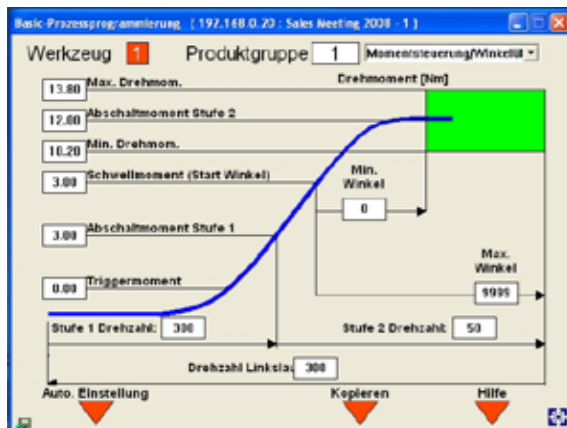 Basic-Prozessprogrammierung ( 192.168.0.20 : Sales Meeting 2008 - 1 )
Werkzeug 1 Produktgruppe 1 Momentsteuerung/Winkelül
13.80 Max. Drehmom. Drehmoment [Nm]
12.00 Abschaltmoment Stufe 2
10.20 Min. Drehmom.
3.00 Schwellmoment (Start Winkel)
Min.
Winkel
0
3.00 Abschaltmoment Stufe 1
Max.
Winkel
9999
0.00 Triggermoment
Stufe 1 Drehzahl: 300 Stufe 2 Drehzahl: 50
Drehzahl Linkslau 300
Auto. Einstellung Kopieren Hilfe